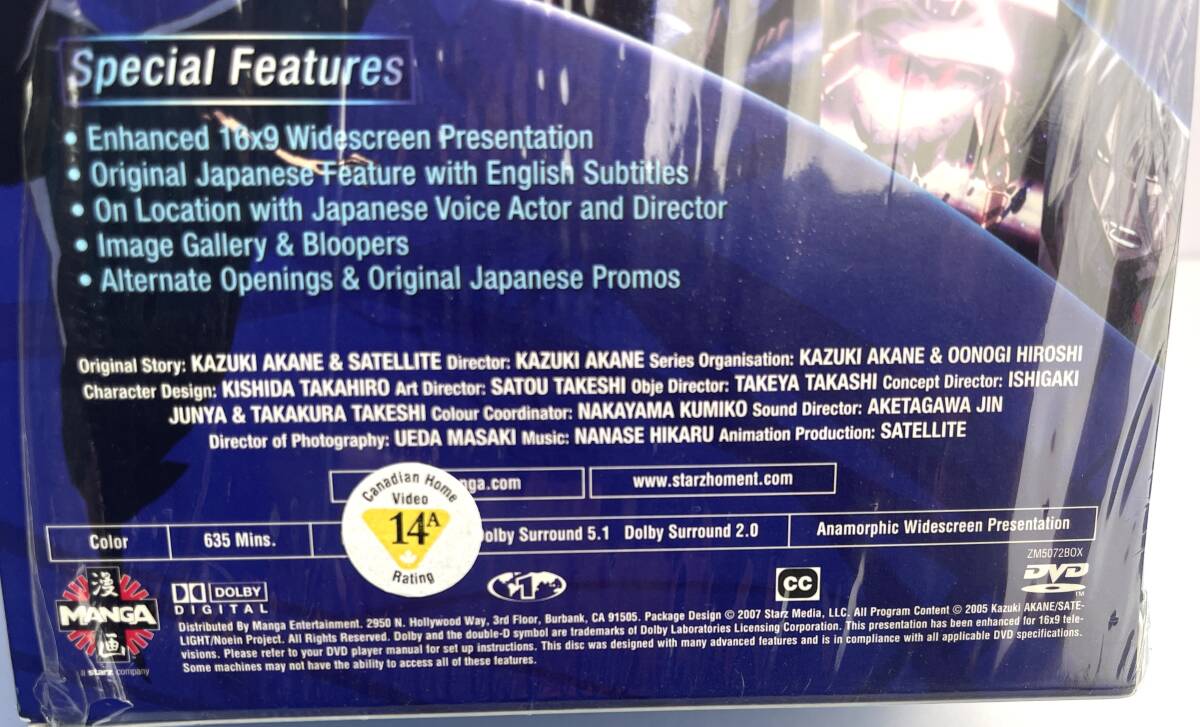 Special Features
• Enhanced 16x9 Widescreen Presentation
• Original Japanese Feature with English Subtitles
• On Location with Japanese Voice Actor and Director
• Image Gallery & Bloopers
• Alternate Openings & Original Japanese Promos
Original Story: KAZUKI AKANE & SATELLITE Director: KAZUKI AKANE Series Organisation: KAZUKI AKANE & OONOGI HIROSHI
Character Design: KISHIDA TAKAHIRO Art Director: SATOU TAKESHI Obje Director: TAKEYA TAKASHI Concept Director: ISHIGAKI
JUNYA & TAKAKURA TAKESHI Colour Coordinator: NAKAYAMA KUMIKO Sound Director: AKETAGAWA JIN
Director of Photography: UEDA MASAKI Music: NANASE HIKARU Animation Production: SATELLITE
nga.com
www.starzhoment.com
Canadian Home
Video
14A
Rating
Color
635 Mins.
olby Surround 5.1 Dolby Surround 2.0
Anamorphic Widescreen Presentation
ZM5072BOX
漫
MANGA
画
a starz company
DOLBY
DIGITAL
1
CC
DVD
TM
Distributed By Manga Entertainment. 2950 N. Hollywood Way, 3rd Floor, Burbank, CA 91505. Package Design © 2007 Starz Media, LLC. All Program Content © 2005 Kazuki AKANE/SATE-
LIGHT/Noein Project. All Rights Reserved. Dolby and the double-D symbol are trademarks of Dolby Laboratories Licensing Corporation. This presentation has been enhanced for 16x9 tele-
visions. Please refer to your DVD player manual for set up instructions. This disc was designed with many advanced features and is in compliance with all applicable DVD specifications.
Some machines may not have the ability to access all of these features.